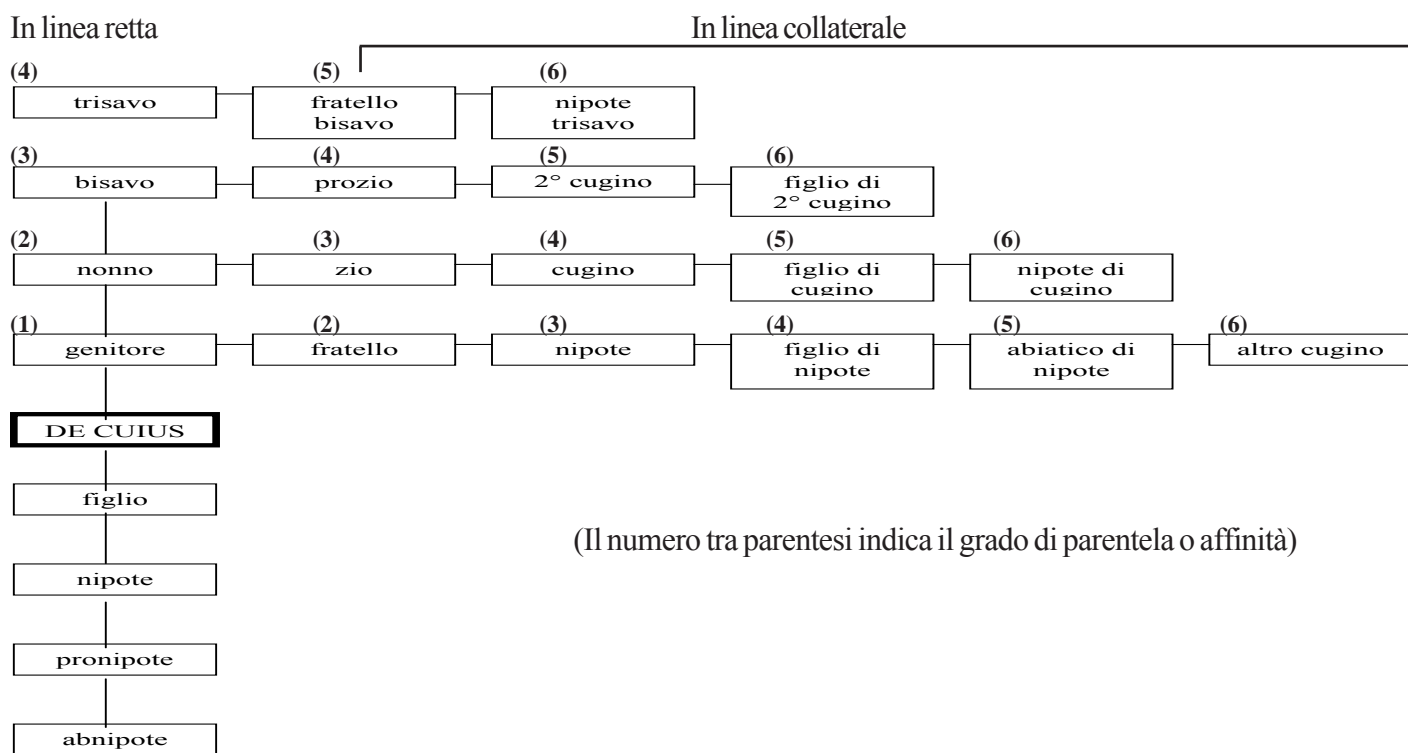 In linea retta
In linea collaterale
(4) (5) (6)
trisavo
fratello
bisavo
nipote
trisavo
(3) (4) (5) (6)
bisavo
prozio
2° cugino
figlio di
2° cugino
(2) (3) (4) (5) (6)
nonno
zio
cugino
figlio di
cugino
nipote di
cugino
(1) (2) (3) (4) (5) (6)
genitore
fratello
nipote
figlio di
nipote
abiatico di
nipote
altro cugino
DE CUIUS
figlio
(Il numero tra parentesi indica il grado di parentela o affinità)
nipote
pronipote
abnipote